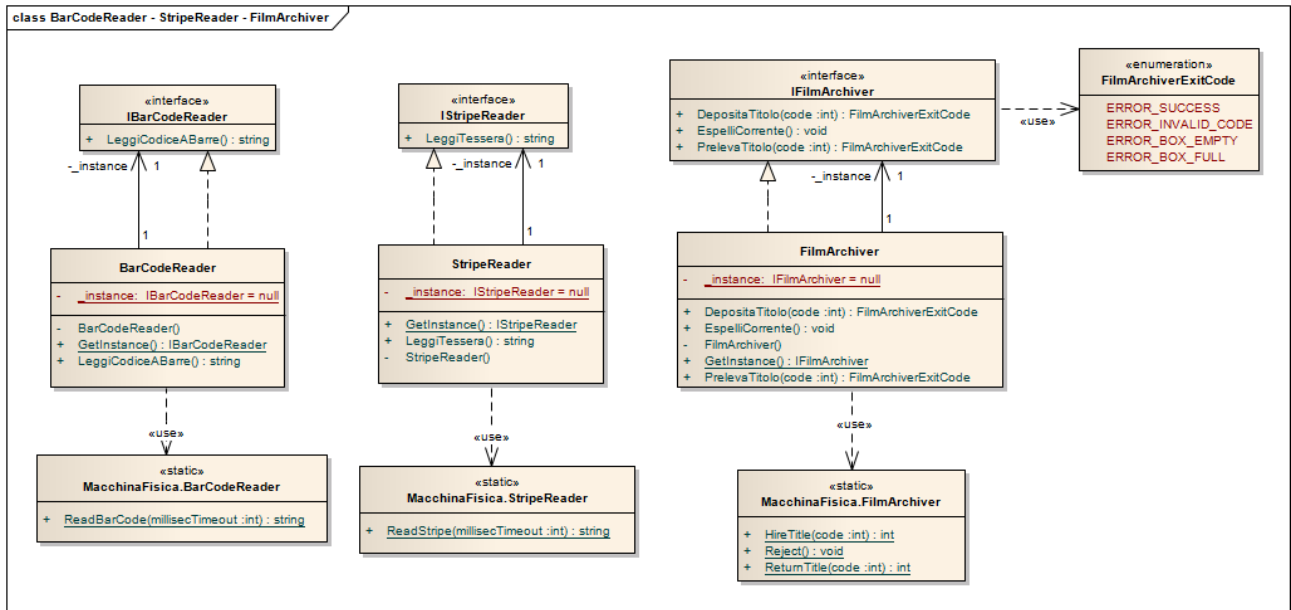 class BarCodeReader - StripeReader - FilmArchiver
«interface»
IBarCodeReader
+ LeggiCodiceABarre() : string
-_instance
1
1
BarCodeReader
- _instance: IBarCodeReader = null
- BarCodeReader()
+ GetInstance() : IBarCodeReader
+ LeggiCodiceABarre() : string
«use»
«static»
MacchinaFisica.BarCodeReader
+ ReadBarCode(millisecTimeout :int) : string
«interface»
IStripeReader
+ LeggiTessera() : string
-_instance
1
1
StripeReader
- _instance: IStripeReader = null
+ GetInstance() : IStripeReader
+ LeggiTessera() : string
- StripeReader()
«use»
«static»
MacchinaFisica.StripeReader
+ ReadStripe(millisecTimeout :int) : string
«interface»
IFilmArchiver
+ DepositaTitolo(code :int) : FilmArchiverExitCode
+ EspelliCorrente() : void
+ PrelevaTitolo(code :int) : FilmArchiverExitCode
«use»
«enumeration»
FilmArchiverExitCode
ERROR_SUCCESS
ERROR_INVALID_CODE
ERROR_BOX_EMPTY
ERROR_BOX_FULL
-_instance
1
1
FilmArchiver
- _instance: IFilmArchiver = null
+ DepositaTitolo(code :int) : FilmArchiverExitCode
+ EspelliCorrente() : void
- FilmArchiver()
+ GetInstance() : IFilmArchiver
+ PrelevaTitolo(code :int) : FilmArchiverExitCode
«use»
«static»
MacchinaFisica.FilmArchiver
+ HireTitle(code :int) : int
+ Reject() : void
+ ReturnTitle(code :int) : int